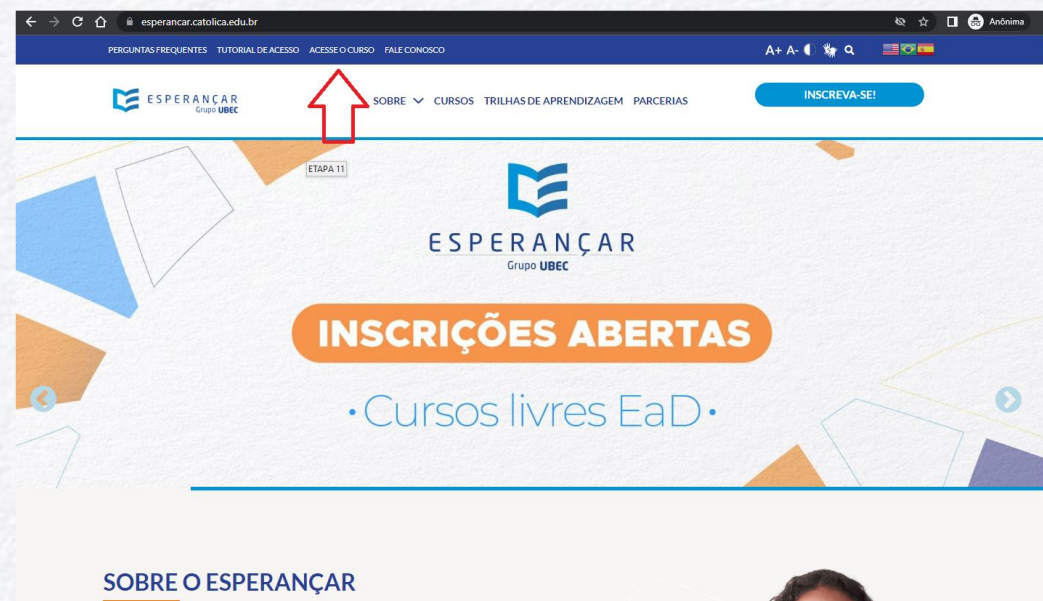 esperancar.catolica.edu.br
Anônima
PERGUNTAS FREQUENTES TUTORIAL DE ACESSO ACESSE O CURSO FALE CONOSCO
A+ A-
ESPERANÇAR
Grupo UBEC
SOBRE CURSOS TRILHAS DE APRENDIZAGEM PARCERIAS
INSCREVA-SE!
ETAPA 11
ESPERANÇAR
Grupo UBEC
INSCRIÇÕES ABERTAS
• Cursos livres EaD •
SOBRE O ESPERANÇAR